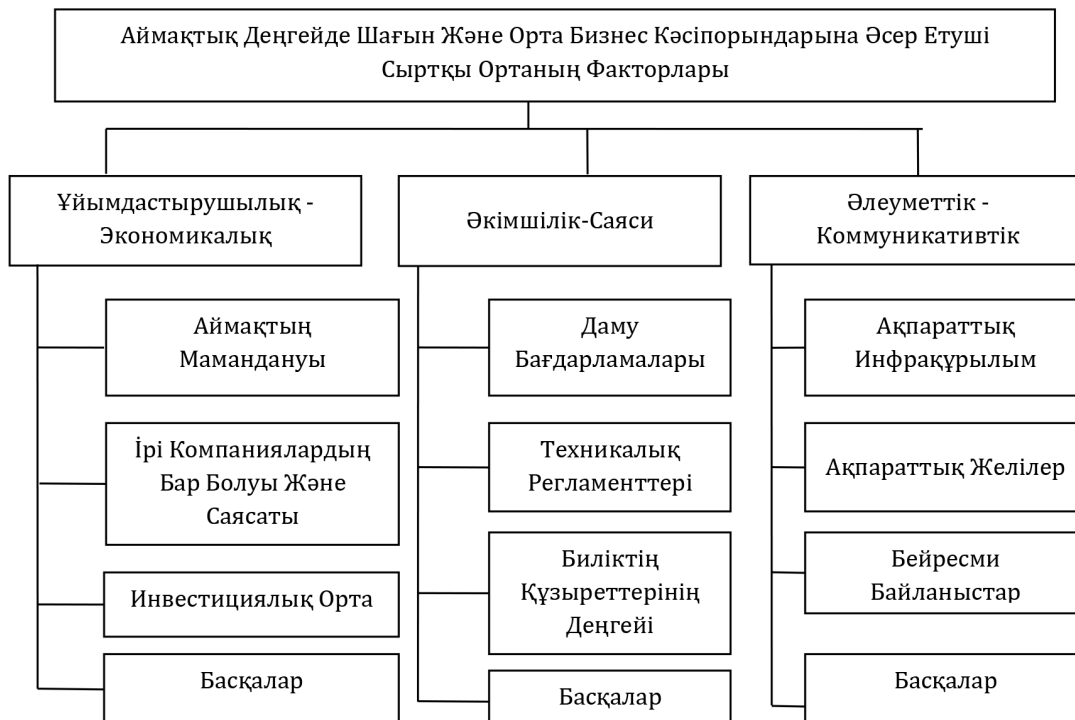 Аймақтық Деңгейде Шағын Және Орта Бизнес Кәсіпорындарына Әсер Етуші
Сыртқы Ортаның Факторлары
Ұйымдастырушылық -
Экономикалық
Аймақтың
Мамандануы
Ірі Компаниялардың
Бар Болуы Және
Саясаты
Инвестициялық Орта
Басқалар
Әкімшілік-Саяси
Даму
Бағдарламалары
Техникалық
Регламенттері
Биліктің
Құзыреттерінің
Деңгейі
Басқалар
Әлеуметтік -
Коммуникативтік
Ақпараттық
Инфрақұрылым
Ақпараттық Желілер
Бейресми
Байланыстар
Басқалар